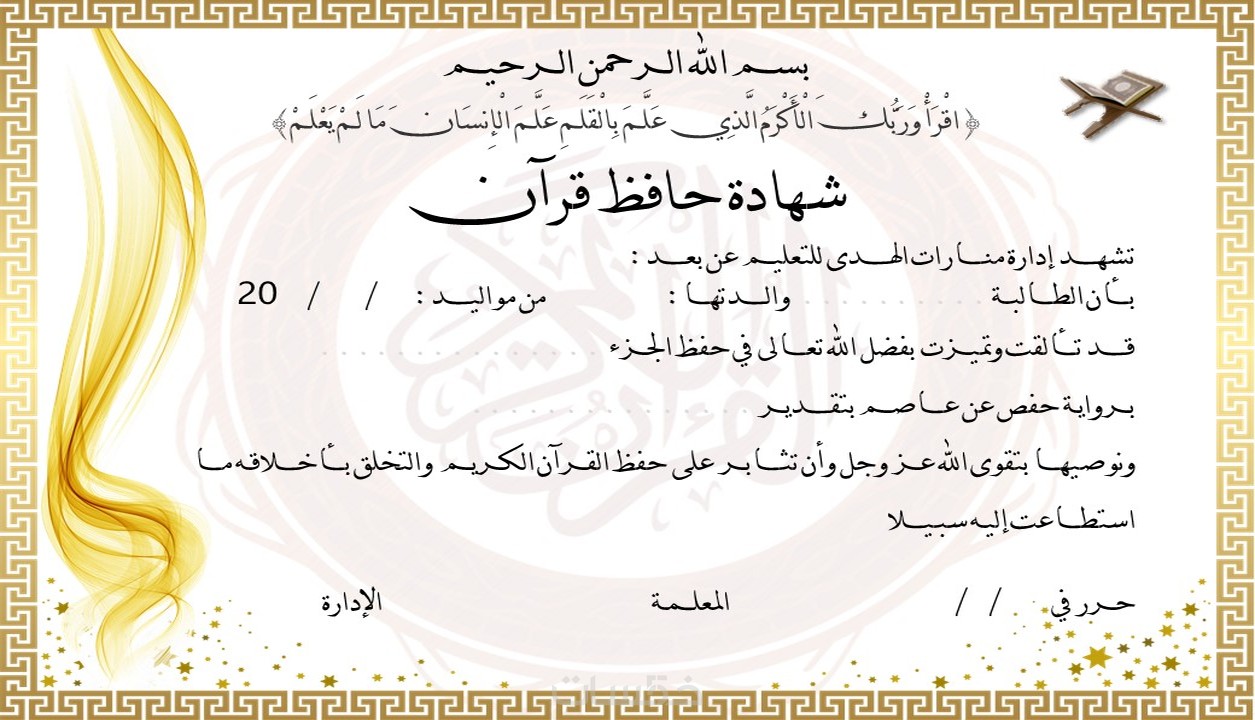 بسم الله الرحمن الرحيم
﴿ اقْرَأْ وَرَبُّكَ الْأَكْرَمُ الَّذِي عَلَّمَ بِالْقَلَمِ عَلَّمَ الْإِنسَانَ مَا لَمْ يَعْلَمْ ﴾
شهادة حافظ قرآن
تشهد إدارة منارات الهدى للتعليم عن بعد :
بأن الطالبة . . . . . . . . . . . والدتها : من مواليد : / / 20
قد تألقت وتميزت بفضل الله تعالى في حفظ الجزء . . . . . . . . . . . . . . . . . .
برواية حفص عن عاصم بتقدير . . . . . . . . . . . . . . . . . .
ونوصيها بتقوى الله عز وجل وأن تثابر على حفظ القرآن الكريم والتخلق بأخلاقه ما
استطاعت إليه سبيلا
حرر في / / المعلمة الإدارة
خمسات